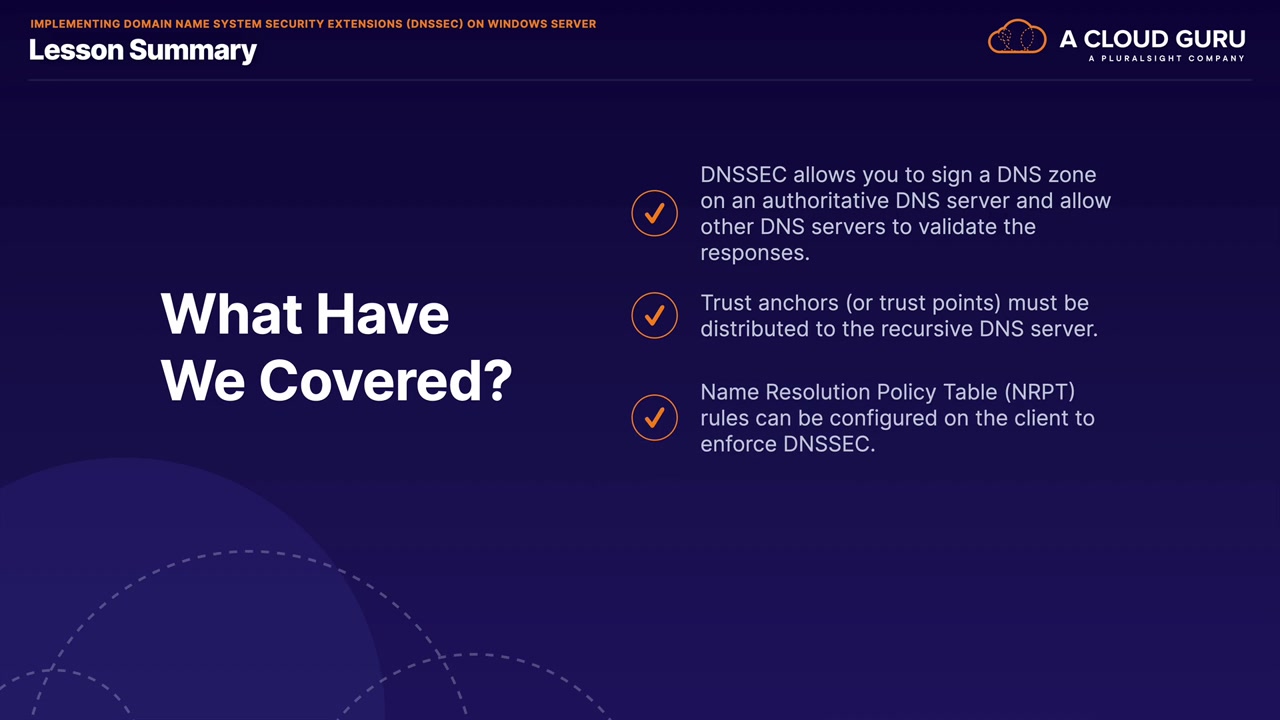 IMPLEMENTING DOMAIN NAME SYSTEM SECURITY EXTENSIONS (DNSSEC) ON WINDOWS SERVER
Lesson Summary
A CLOUD GURU
A PLURALSIGHT COMPANY
What Have
We Covered?
DNSSEC allows you to sign a DNS zone
on an authoritative DNS server and allow
other DNS servers to validate the
responses.
Trust anchors (or trust points) must be
distributed to the recursive DNS server.
Name Resolution Policy Table (NRPT)
rules can be configured on the client to
enforce DNSSEC.